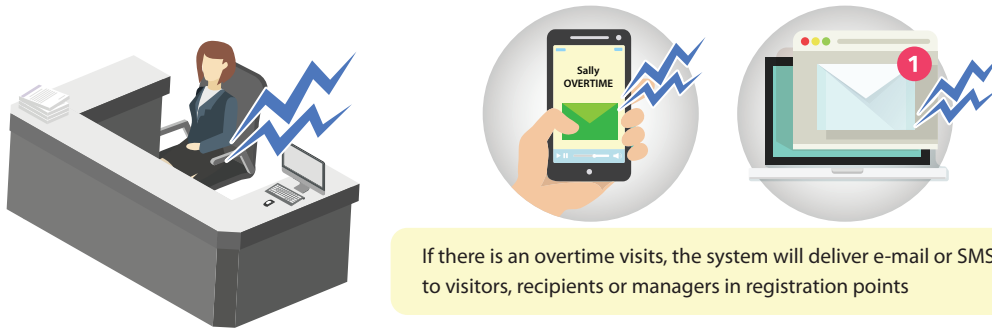 Sally
OVERTIME
1
If there is an overtime visits, the system will deliver e-mail or SMS
to visitors, recipients or managers in registration points